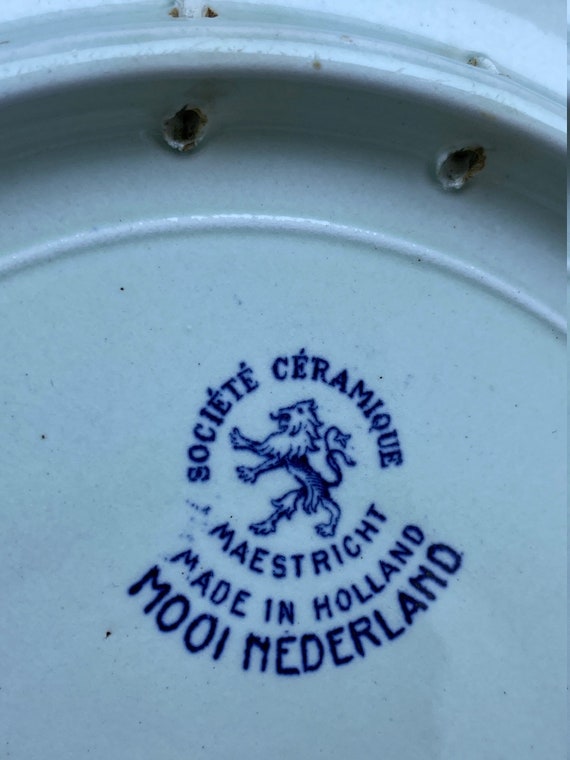 SOCIÉTÉ CÉRAMIQUE
MAESTRICHT
MADE IN HOLLAND
MOOI NEDERLAND